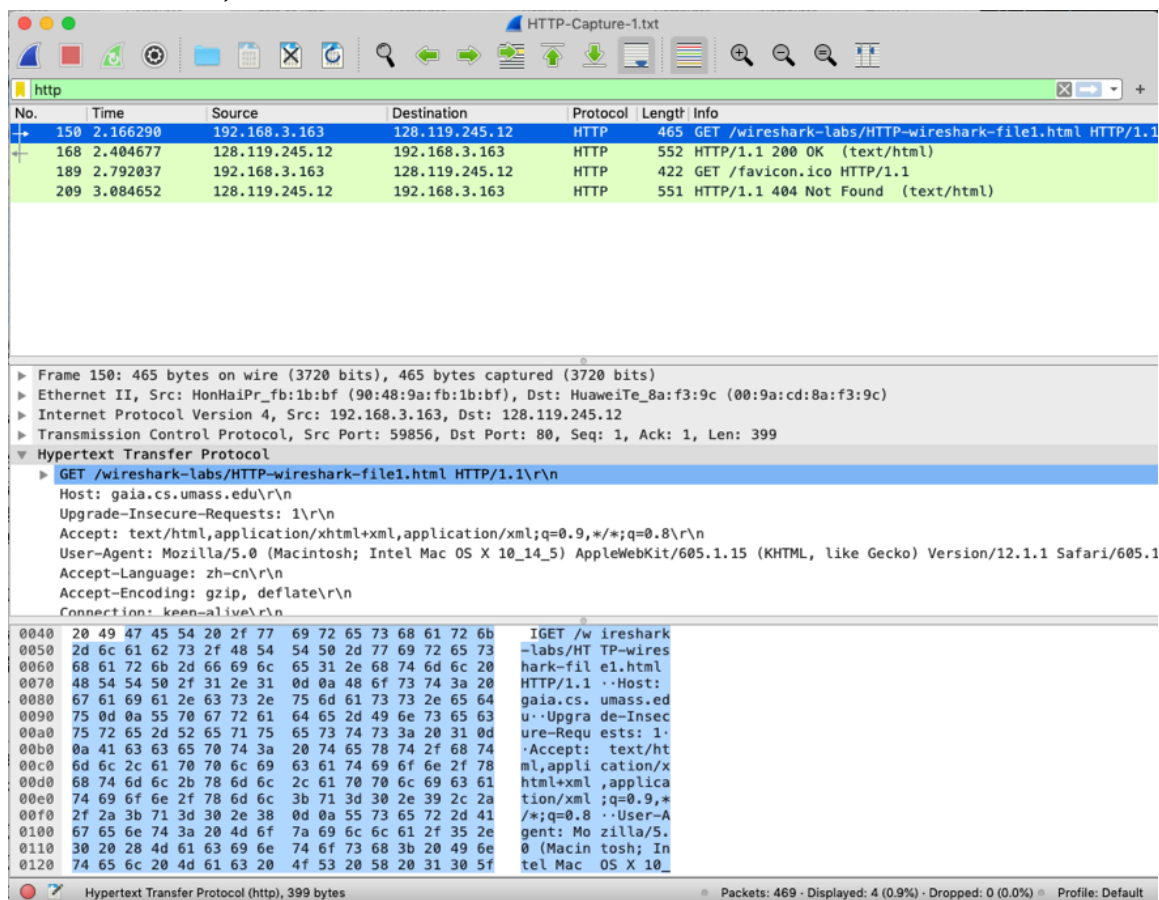 HTTP-Capture-1.txt
http
No. Time Source Destination Protocol Length Info
150 2.166290 192.168.3.163 128.119.245.12 HTTP 465 GET /wireshark-labs/HTTP-wireshark-file1.html HTTP/1.1
168 2.404677 128.119.245.12 192.168.3.163 HTTP 552 HTTP/1.1 200 OK (text/html)
189 2.792037 192.168.3.163 128.119.245.12 HTTP 422 GET /favicon.ico HTTP/1.1
209 3.084652 128.119.245.12 192.168.3.163 HTTP 551 HTTP/1.1 404 Not Found (text/html)
Frame 150: 465 bytes on wire (3720 bits), 465 bytes captured (3720 bits)
Ethernet II, Src: HonHaiPr_fb:1b:bf (90:48:9a:fb:1b:bf), Dst: HuaweiTe_8a:f3:9c (00:9a:cd:8a:f3:9c)
Internet Protocol Version 4, Src: 192.168.3.163, Dst: 128.119.245.12
Transmission Control Protocol, Src Port: 59856, Dst Port: 80, Seq: 1, Ack: 1, Len: 399
Hypertext Transfer Protocol
GET /wireshark-labs/HTTP-wireshark-file1.html HTTP/1.1\r\n
Host: gaia.cs.umass.edu\r\n
Upgrade-Insecure-Requests: 1\r\n
Accept: text/html,application/xhtml+xml,application/xml;q=0.9,*/*;q=0.8\r\n
User-Agent: Mozilla/5.0 (Macintosh; Intel Mac OS X 10_14_5) AppleWebKit/605.1.15 (KHTML, like Gecko) Version/12.1.1 Safari/605.1
Accept-Language: zh-cn\r\n
Accept-Encoding: gzip, deflate\r\n
Connection: keep-alive\r\n
0040 20 49 47 45 54 20 2f 77 69 72 65 73 68 61 72 6b IGET /w ireshark
0050 2d 6c 61 62 73 2f 48 54 54 50 2d 77 69 72 65 73 -labs/HT TP-wires
0060 68 61 72 6b 2d 66 69 6c 65 31 2e 68 74 6d 6c 20 hark-fil e1.html
0070 48 54 54 50 2f 31 2e 31 0d 0a 48 6f 73 74 3a 20 HTTP/1.1 ··Host:
0080 67 61 69 61 2e 63 73 2e 75 6d 61 73 73 2e 65 64 gaia.cs. umass.ed
0090 75 0d 0a 55 70 67 72 61 64 65 2d 49 6e 73 65 63 u··Upgra de-Insec
00a0 75 72 65 2d 52 65 71 75 65 73 74 73 3a 20 31 0d ure-Requ ests: 1·
00b0 0a 41 63 63 65 70 74 3a 20 74 65 78 74 2f 68 74 ·Accept: text/ht
00c0 6d 6c 2c 61 70 70 6c 69 63 61 74 69 6f 6e 2f 78 ml,appli cation/x
00d0 68 74 6d 6c 2b 78 6d 6c 2c 61 70 70 6c 69 63 61 html+xml ,applica
00e0 74 69 6f 6e 2f 78 6d 6c 3b 71 3d 30 2e 39 2c 2a tion/xml ;q=0.9,*
00f0 2f 2a 3b 71 3d 30 2e 38 0d 0a 55 73 65 72 2d 41 /*;q=0.8 ··User-A
0100 67 65 6e 74 3a 20 4d 6f 7a 69 6c 6c 61 2f 35 2e gent: Mo zilla/5.
0110 30 20 28 4d 61 63 69 6e 74 6f 73 68 3b 20 49 6e 0 (Macin tosh; In
0120 74 65 6c 20 4d 61 63 20 4f 53 20 58 20 31 30 5f tel Mac OS X 10_
Hypertext Transfer Protocol (http), 399 bytes Packets: 469 · Displayed: 4 (0.9%) · Dropped: 0 (0.0%) Profile: Default